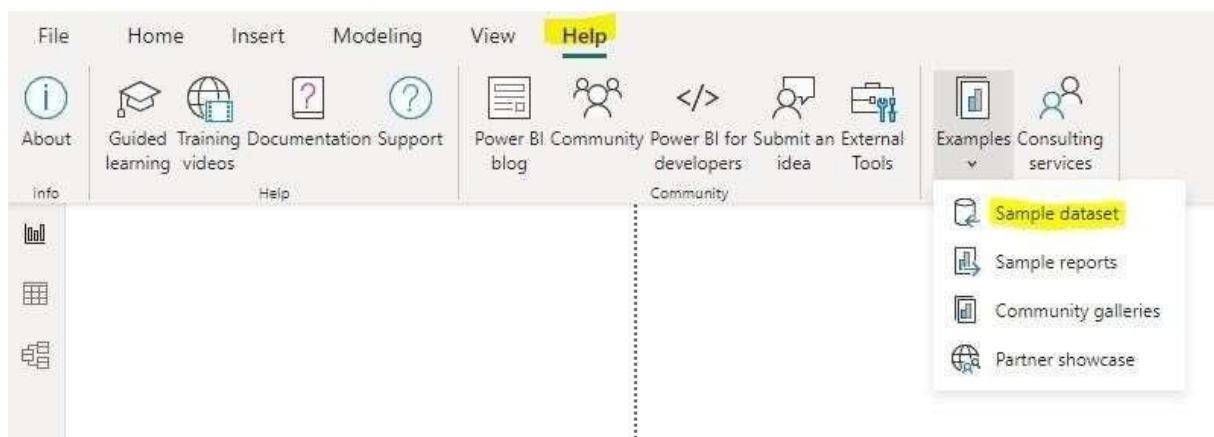 File Home Insert Modeling View Help
About Guided learning Training videos Documentation Support Power BI blog Community Power BI for developers Submit an idea External Tools Examples Consulting services
Info Help Community
Sample dataset
Sample reports
Community galleries
Partner showcase